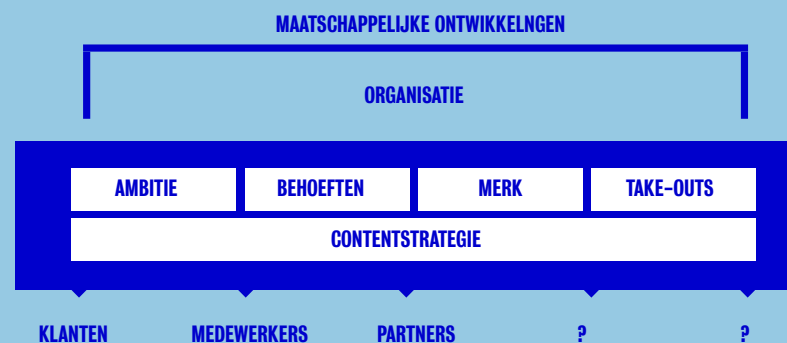 MAATSCHAPPELIJKE ONTWIKKELNGEN
ORGANISATIE
AMBITIE BEHOEFTEN MERK TAKE-OUTS
CONTENTSTRATEGIE
KLANTEN MEDEWERKERS PARTNERS ? ?